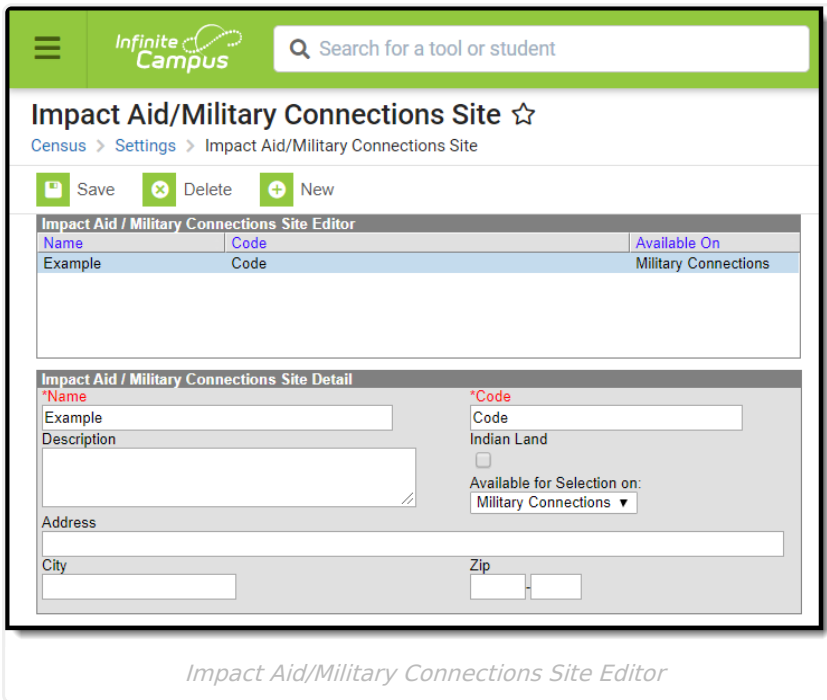 Infinite
Campus
Search for a tool or student
Impact Aid/Military Connections Site
Census > Settings > Impact Aid/Military Connections Site
Save Delete New
Impact Aid / Military Connections Site Editor
Name Code Available On
Example Code Military Connections
Impact Aid / Military Connections Site Detail
*Name *Code
Example Code
Description Indian Land
Available for Selection on:
Military Connections
Address
City Zip
-
Impact Aid/Military Connections Site Editor